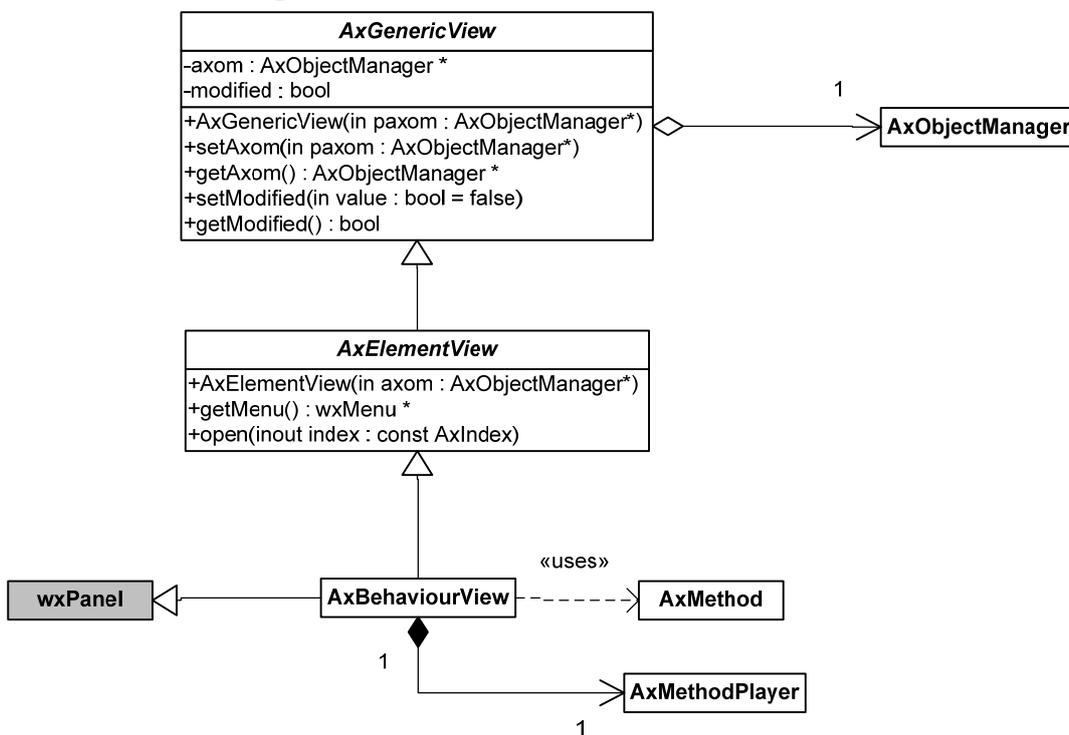 AxGenericView
-axom : AxObjectManager *
-modified : bool
+AxGenericView(in paxom : AxObjectManager*)
+setAxom(in paxom : AxObjectManager*)
+getAxom() : AxObjectManager *
+setModified(in value : bool = false)
+getModified() : bool
1
AxObjectManager
AxElementView
+AxElementView(in axom : AxObjectManager*)
+getMenu() : wxMenu *
+open(inout index : const AxIndex)
wxPanel
AxBehaviourView
«uses»
AxMethod
1
AxMethodPlayer
1